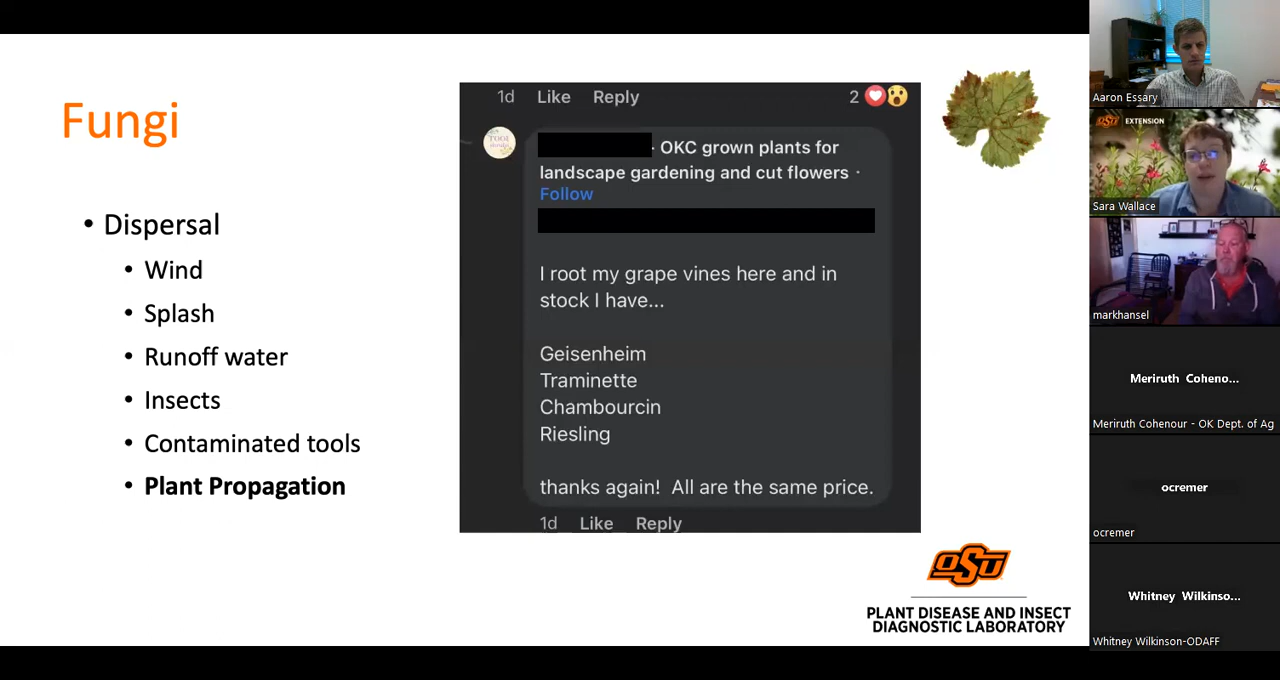 Fungi
• Dispersal
• Wind
• Splash
• Runoff water
• Insects
• Contaminated tools
• Plant Propagation
1d Like Reply 2
- OKC grown plants for
landscape gardening and cut flowers ·
Follow
I root my grape vines here and in
stock I have...
Geisenheim
Traminette
Chambourcin
Riesling
thanks again! All are the same price.
1d Like Reply
OSU
PLANT DISEASE AND INSECT
DIAGNOSTIC LABORATORY
Aaron Essary
OSU EXTENSION
Sara Wallace
markhansel
Meriruth Coheno...
Meriruth Cohenour - OK Dept. of Ag
ocremer
ocremer
Whitney Wilkinso...
Whitney Wilkinson-ODAFF